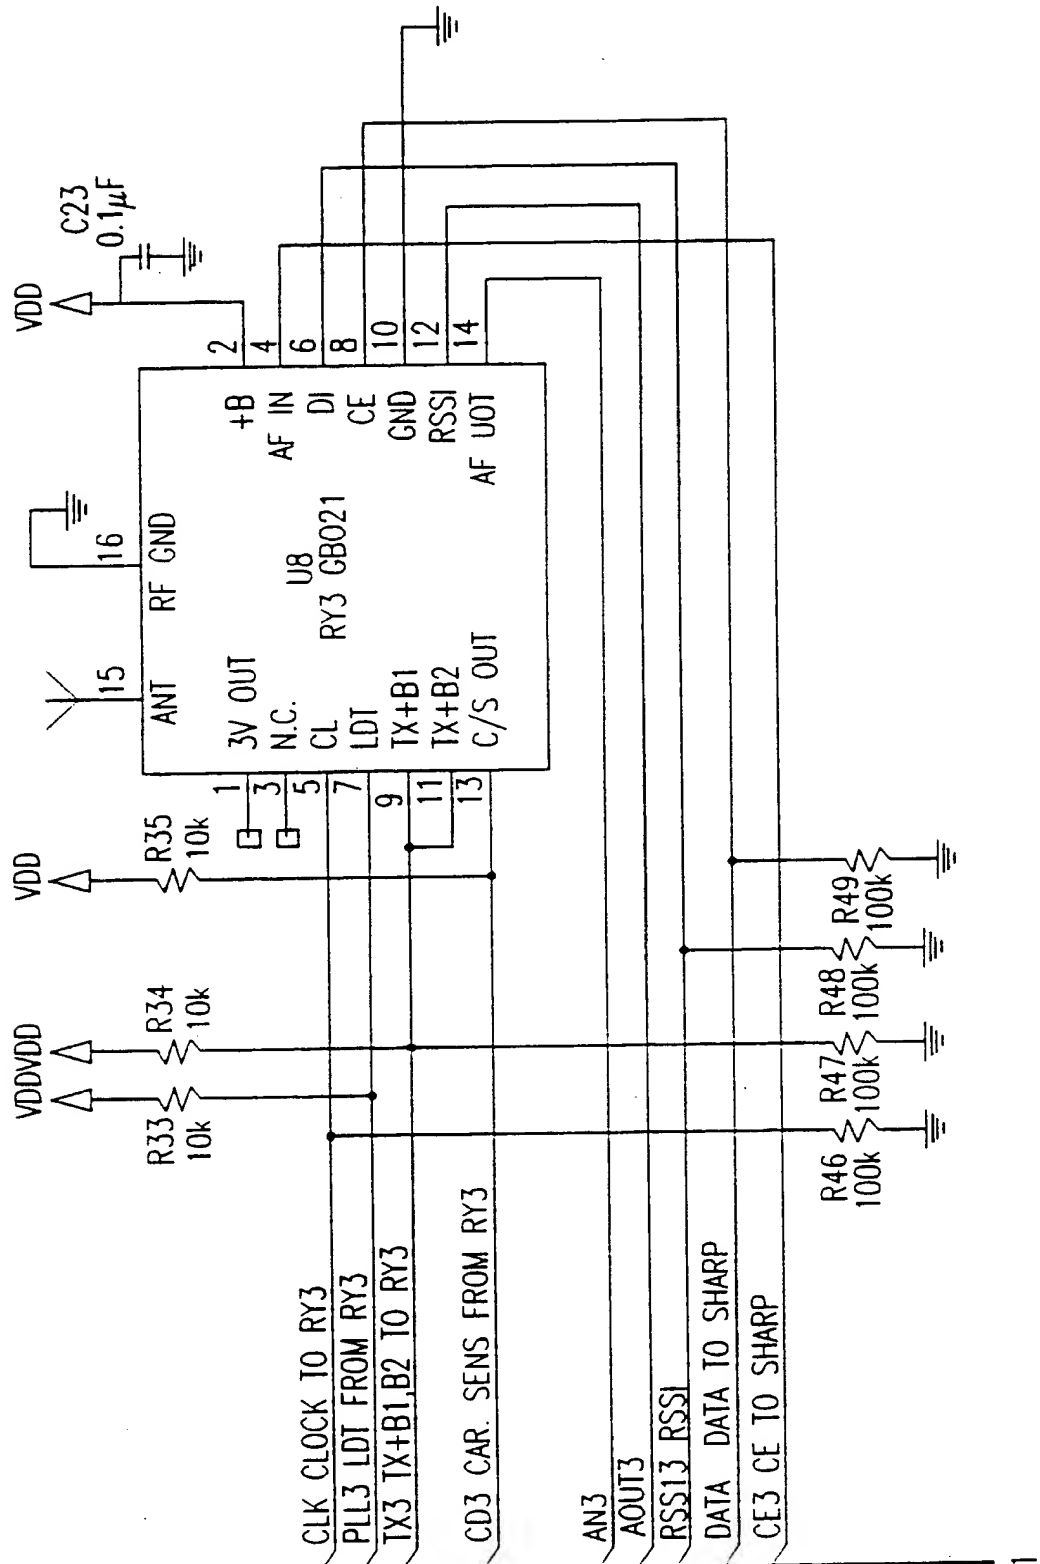 VDD
C23
0.1µF
2
4
6
8
10
12
14
+B
AF IN
DI
CE
GND
RSSI
AF UOT
16
RF GND
U8
RY3 GB021
15
ANT
3V OUT
N.C.
CL
LDT
TX+B1
TX+B2
C/S OUT
1
3
5
7
9
11
13
VDD
R35
10k
VDD
R34
10k
VDD
R33
10k
R49
100k
R48
100k
R47
100k
R46
100k
CLK CLOCK TO RY3
PLL3 LDT FROM RY3
TX3 TX+B1,B2 TO RY3
CD3 CAR. SENS FROM RY3
AN3
AOUT3
RSS13 RSSI
DATA DATA TO SHARP
CE3 CE TO SHARP